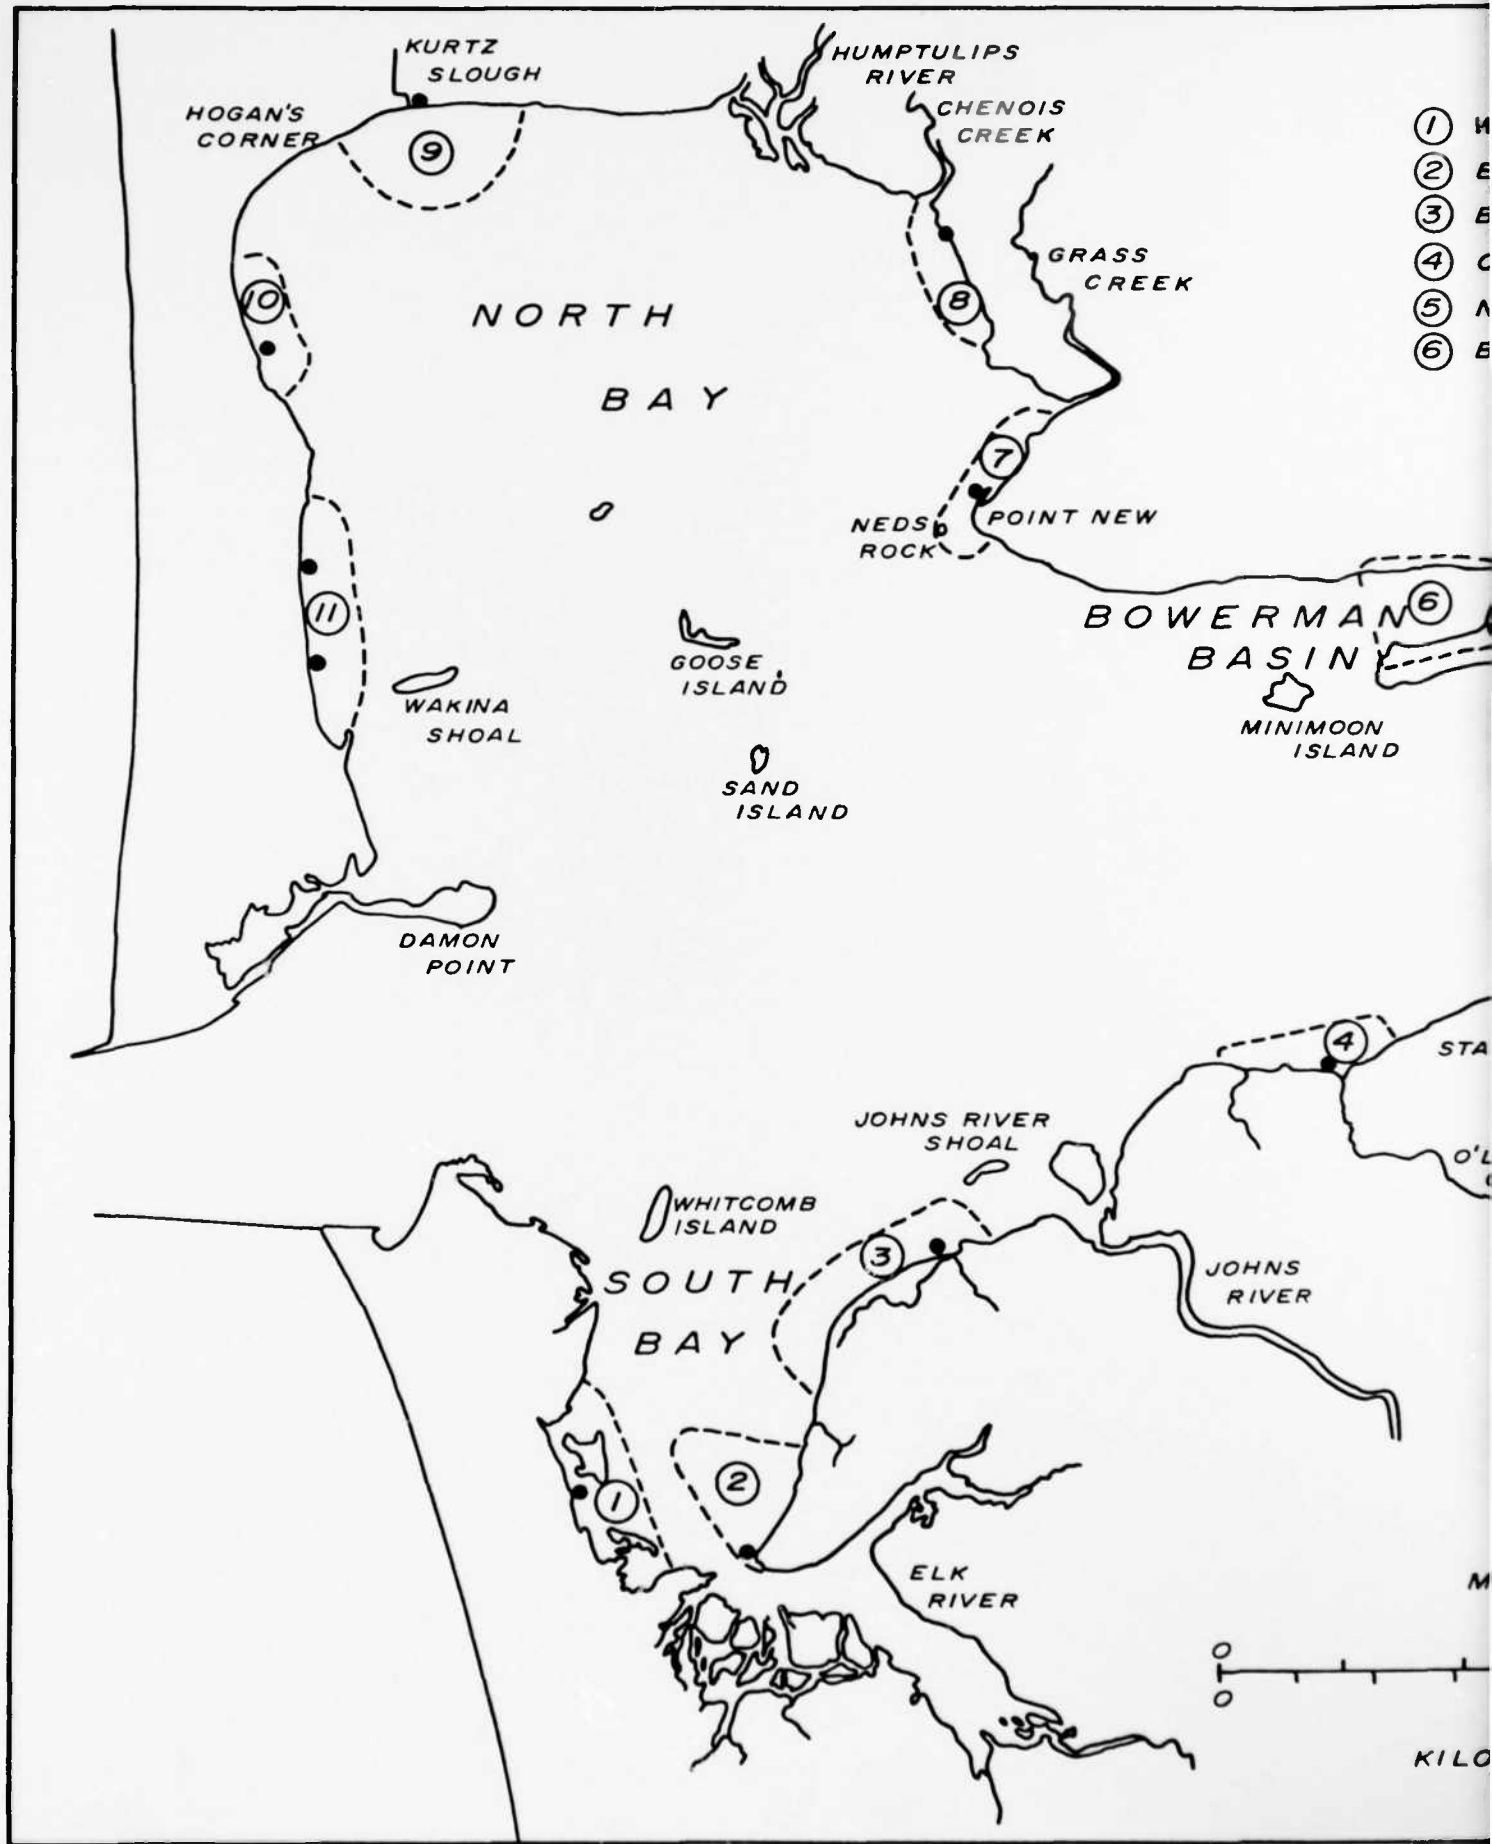 KURTZ
SLOUGH
HUMPTULIPS
RIVER
HOGAN'S
CORNER
CHENOIS
CREEK
9
1
2
3
4
5
6
GRASS
CREEK
10
8
NORTH
BAY
7
NEDS
ROCK
POINT NEW
11
6
BOWERMAN
BASIN
GOOSE
ISLAND
WAKINA
SHOAL
MINIMOON
ISLAND
SAND
ISLAND
DAMON
POINT
4
STA
JOHNS RIVER
SHOAL
O'L
WHITCOMB
ISLAND
3
SOUTH
BAY
JOHNS
RIVER
2
1
ELK
RIVER
M
0
0
KILO